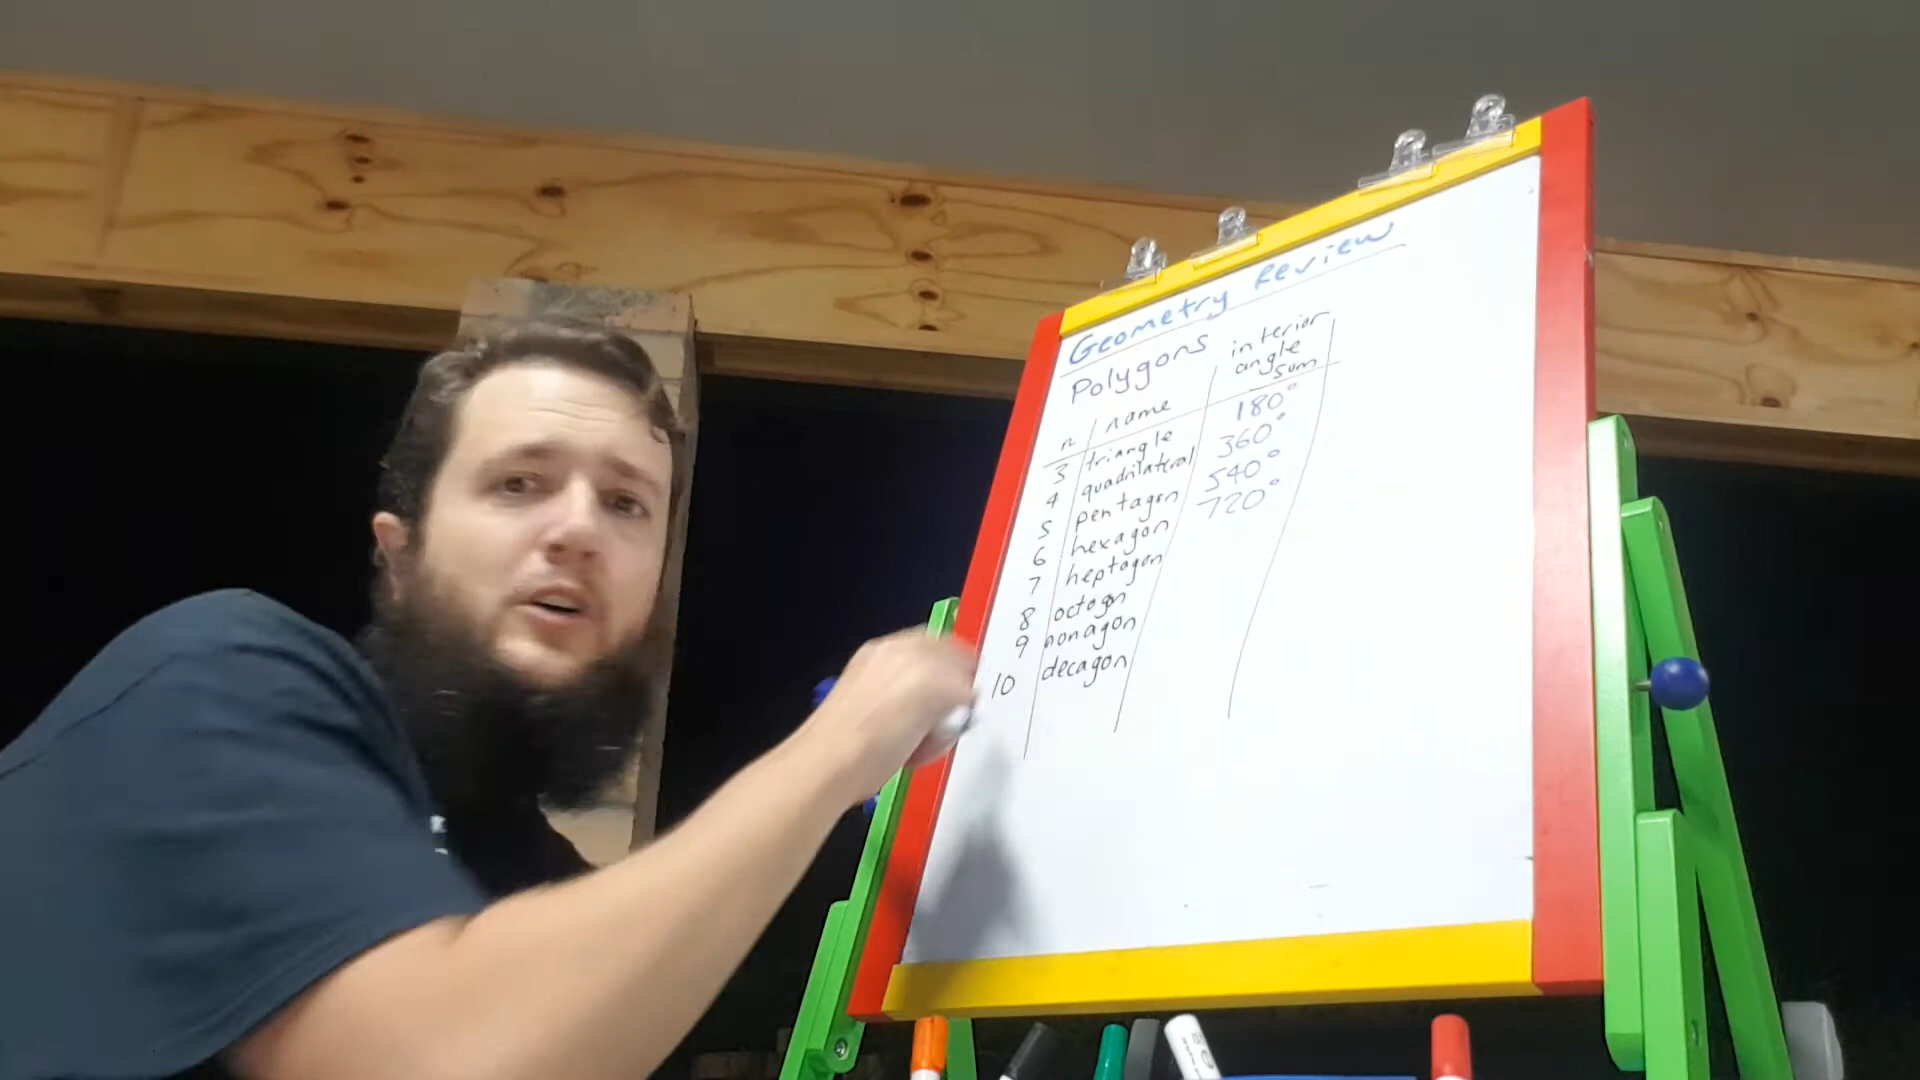 Geometry Review
Polygons
n name interior angle sum
3 triangle 180°
4 quadrilateral 360°
5 pentagon 540°
6 hexagon 720°
7 heptagon
8 octogn
9 nonagon
10 decagon